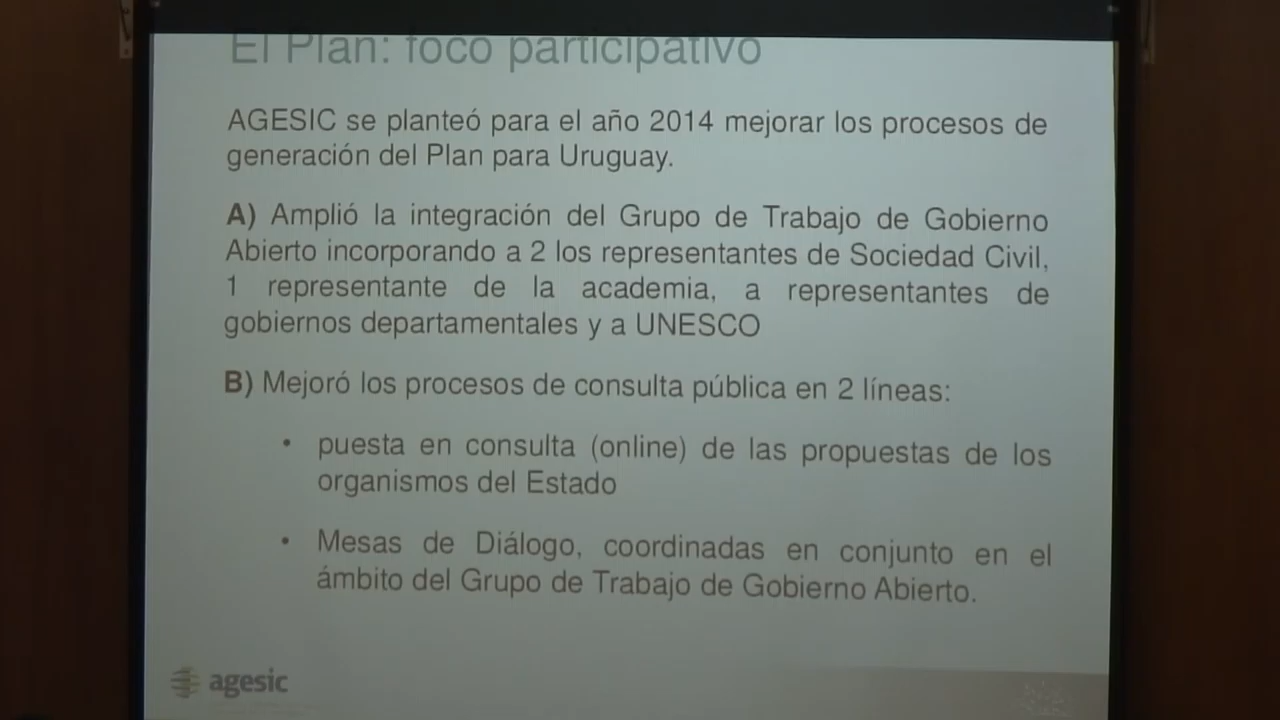 El Plan: foco participativo
AGESIC se planteó para el año 2014 mejorar los procesos de
generación del Plan para Uruguay.
A) Amplió la integración del Grupo de Trabajo de Gobierno
Abierto incorporando a 2 los representantes de Sociedad Civil,
1 representante de la academia, a representantes de
gobiernos departamentales y a UNESCO
B) Mejoró los procesos de consulta pública en 2 líneas:
• puesta en consulta (online) de las propuestas de los
organismos del Estado
• Mesas de Diálogo, coordinadas en conjunto en el
ámbito del Grupo de Trabajo de Gobierno Abierto.
agesic